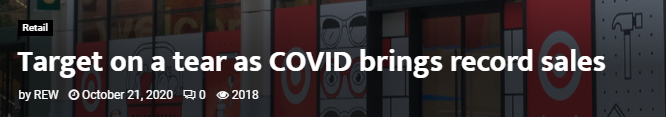 Retail
Target on a tear as COVID brings record sales
by REW October 21, 2020 0 2018